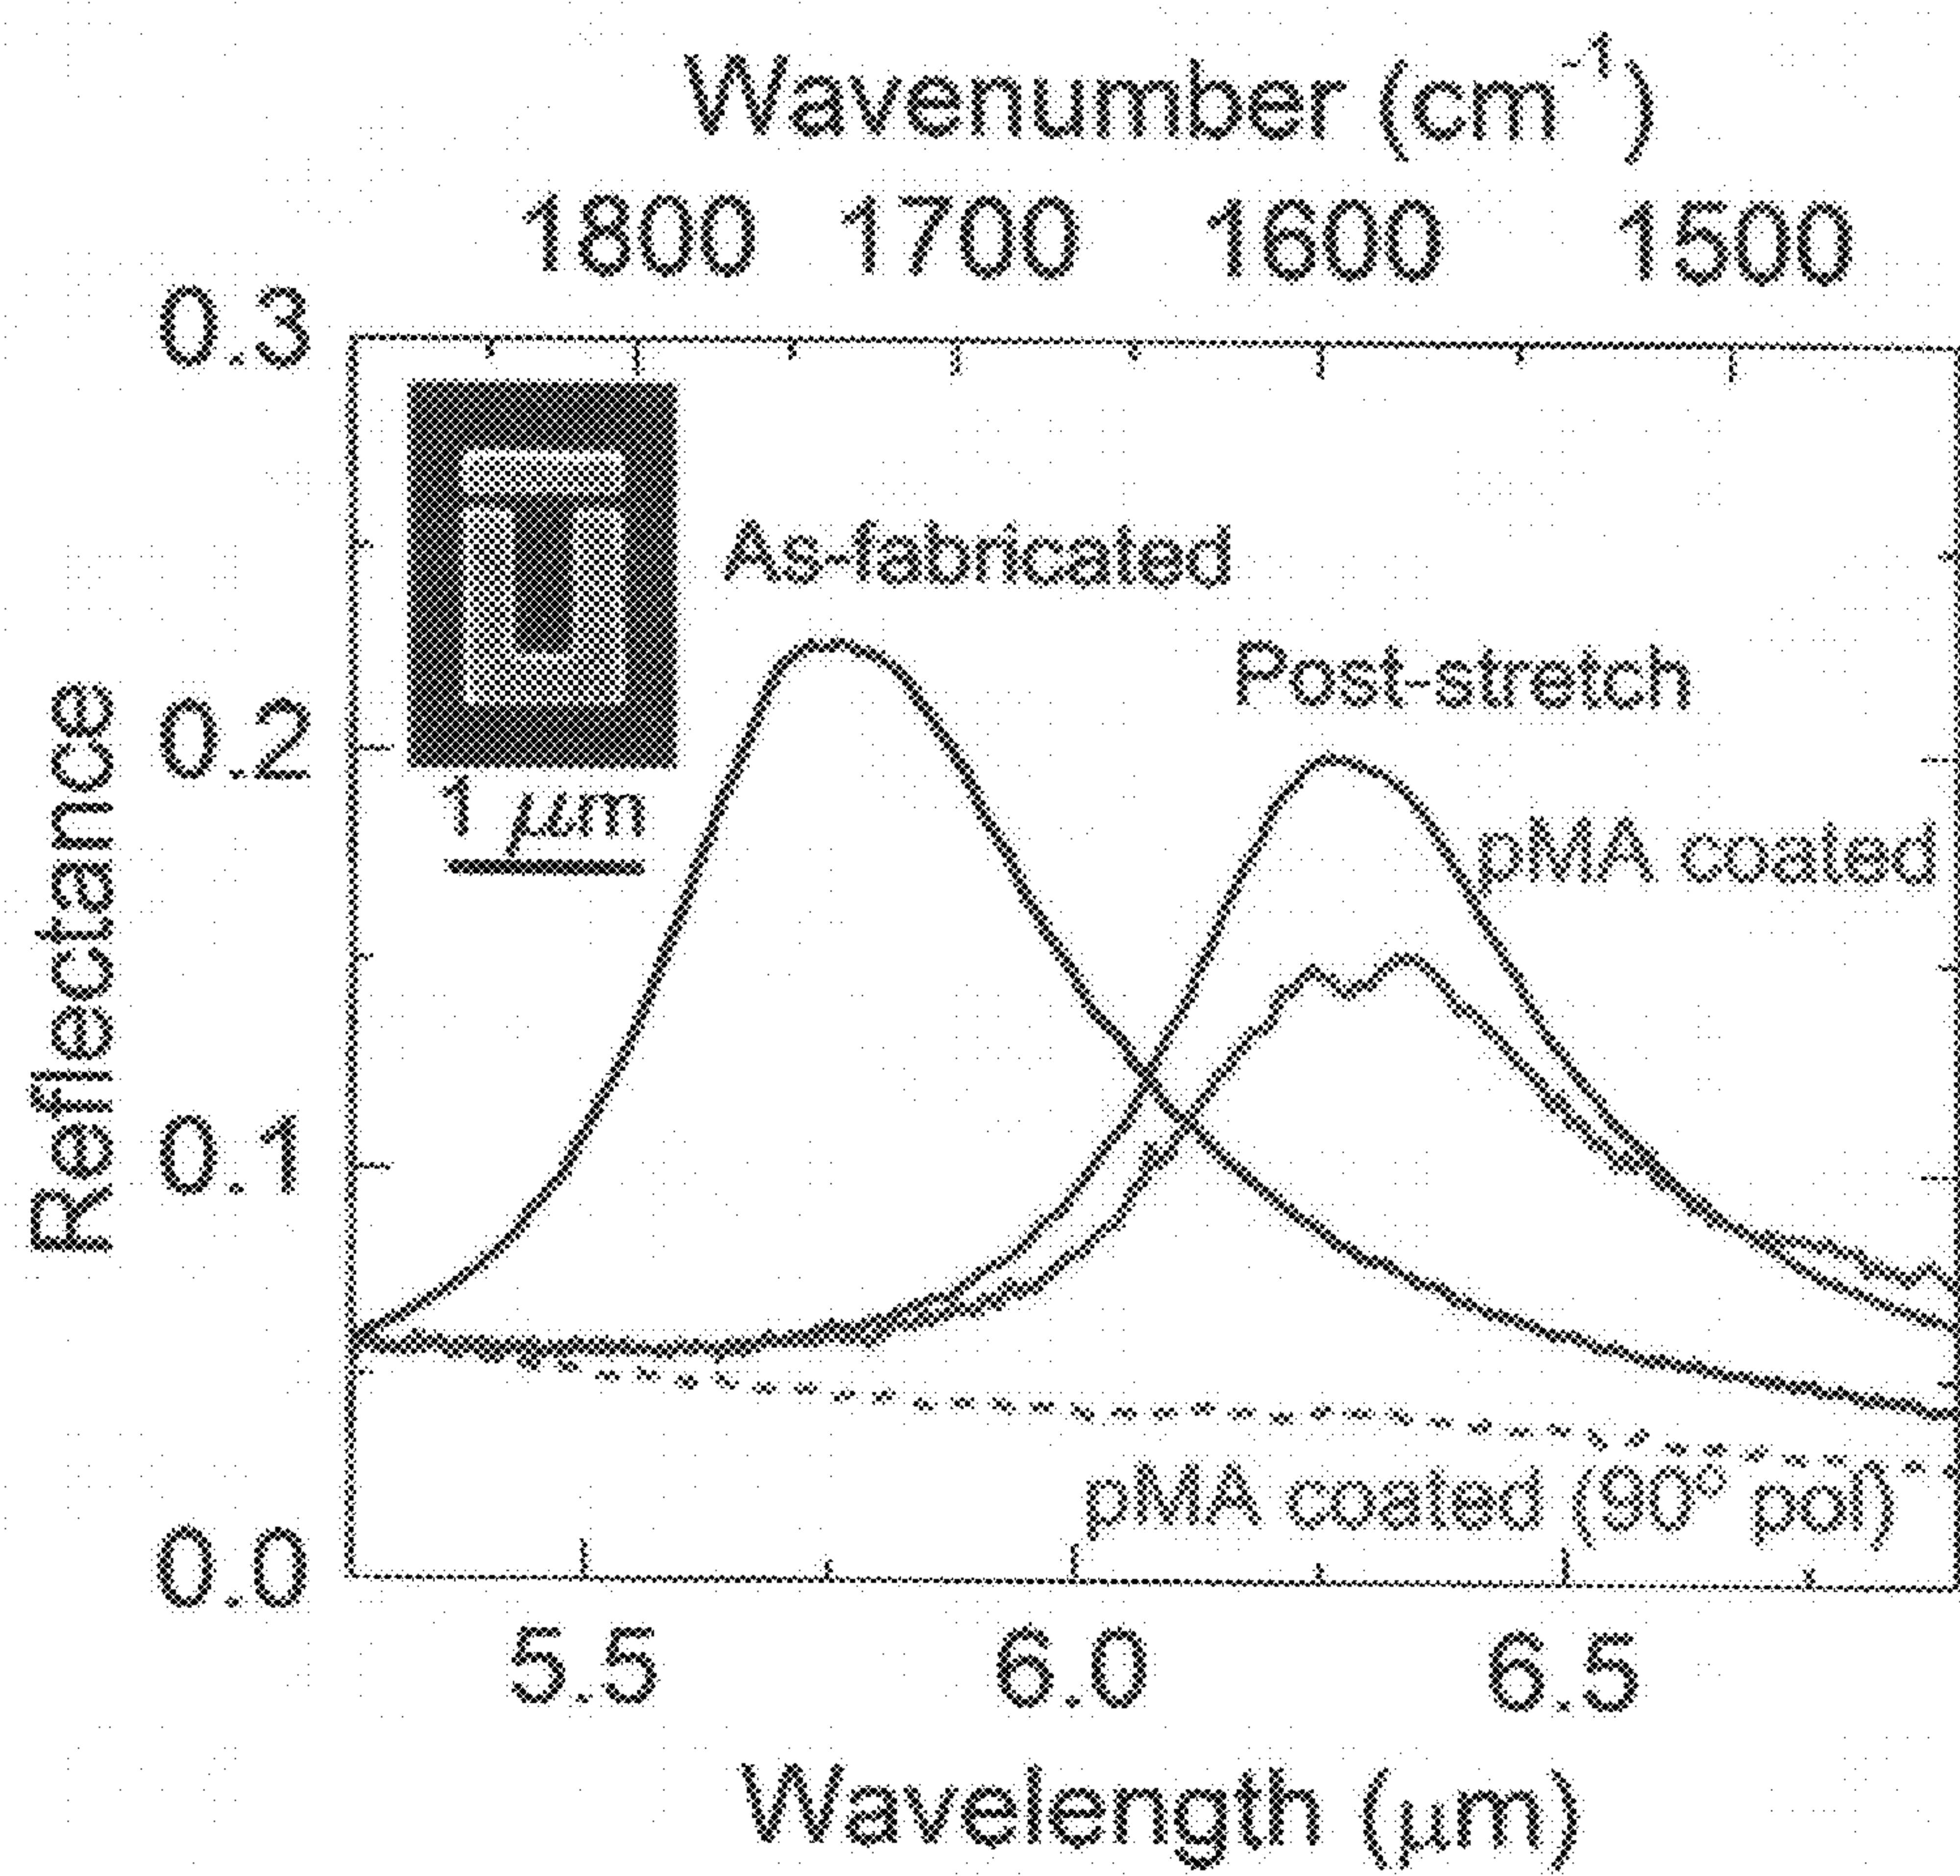 Wavenumber (cm⁻¹)
1800 1700 1600 1500
0.3
As-fabricated
Post-stretch
0.2
1 μm
pMA coated
Reflectance
0.1
pMA coated (90° pol)
0.0
5.5 6.0 6.5
Wavelength (μm)